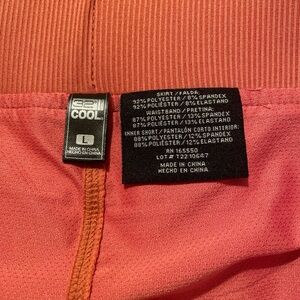 32°
COOL
L
MADE IN CHINA
HECHO EN CHINA
SKIRT / FALDA:
92% POLYESTER / 8% SPANDEX
92% POLIÉSTER / 8% ELASTANO
WAISTBAND / PRETINA:
87% POLYESTER / 13% SPANDEX
87% POLIÉSTER / 13% ELASTANO
INNER SHORT / PANTALÓN CORTO INTERIOR:
88% POLYESTER / 12% SPANDEX
88% POLIÉSTER / 12% ELASTANO
RN 165550
LOT# T2210667
MADE IN CHINA
HECHO EN CHINA